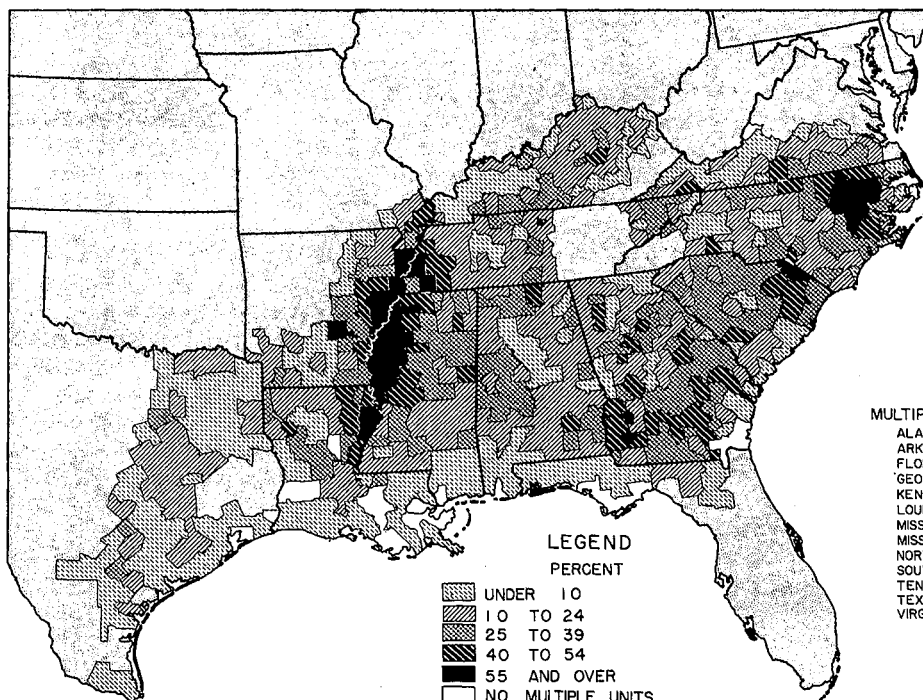 LEGEND
PERCENT
UNDER 10
10 TO 24
25 TO 39
40 TO 54
55 AND OVER
NO MULTIPLE UNITS
MULTIP
ALA
ARK
FLO
GEO
KEN
LOUI
MISS
MISS
NOR
SOU
TEN
TEX
VIRG